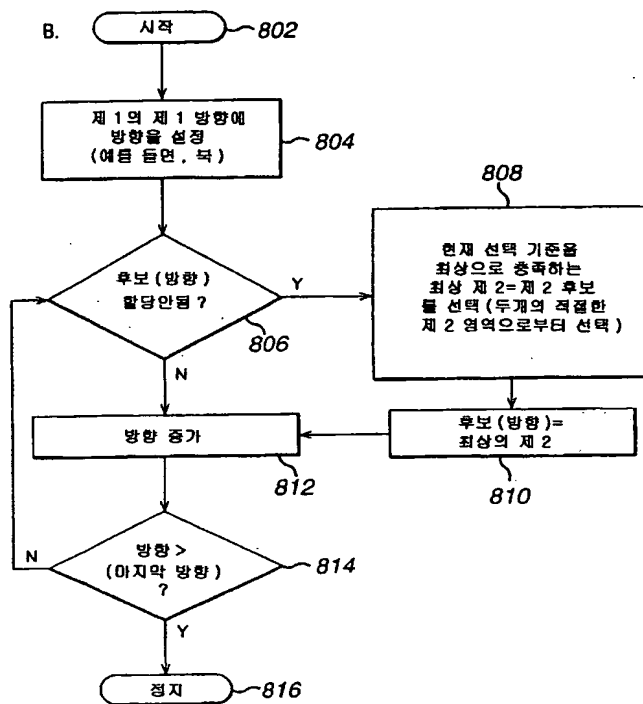 B.
시작
802
제 1의 제 1 방향에
방향을 설정
(예를 들면, 북)
804
808
후보 (방향)
할당안됨 ?
Y
806
N
현재 선택 기준을
최상으로 충족하는
최상 제 2=제 2 후보
를 선택 (두개의 적절한
제 2 영역으로부터 선택)
방향 증가
812
후보 (방향)=
최상의 제 2
810
방향 >
(마지막 방향)
?
N
814
Y
정지
816